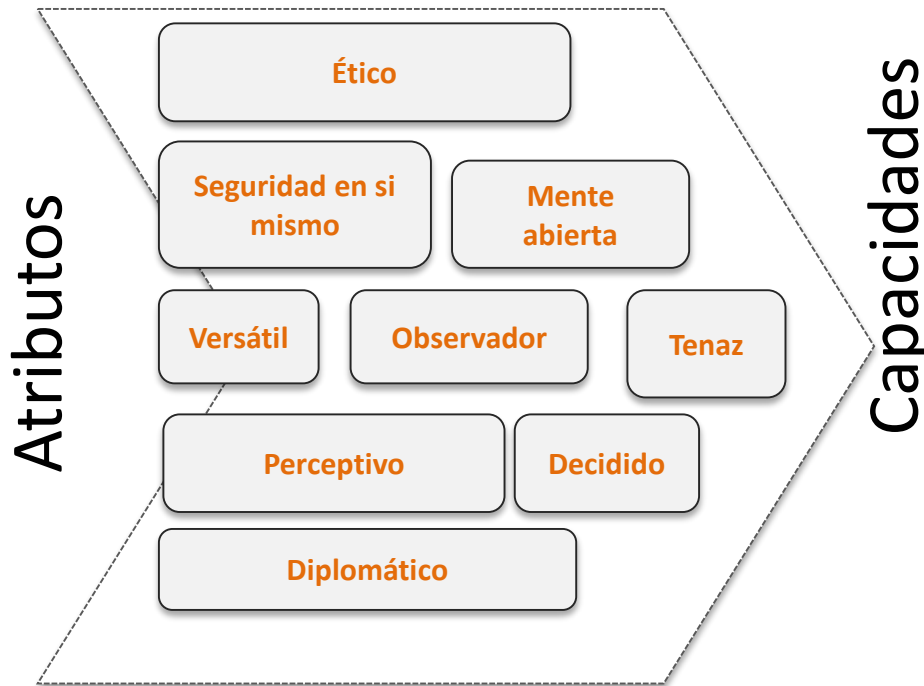 Atributos
Ético
Seguridad en si
mismo
Mente
abierta
Versátil
Observador
Tenaz
Perceptivo
Decidido
Diplomático
Capacidades